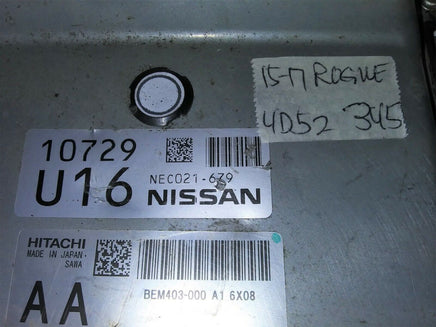 15-17 ROGUE
4D52 345
10729
U16
NEC021-679
NISSAN
HITACHI
MADE IN JAPAN.
SAWA
BEM403-000 A1 6X08
AA